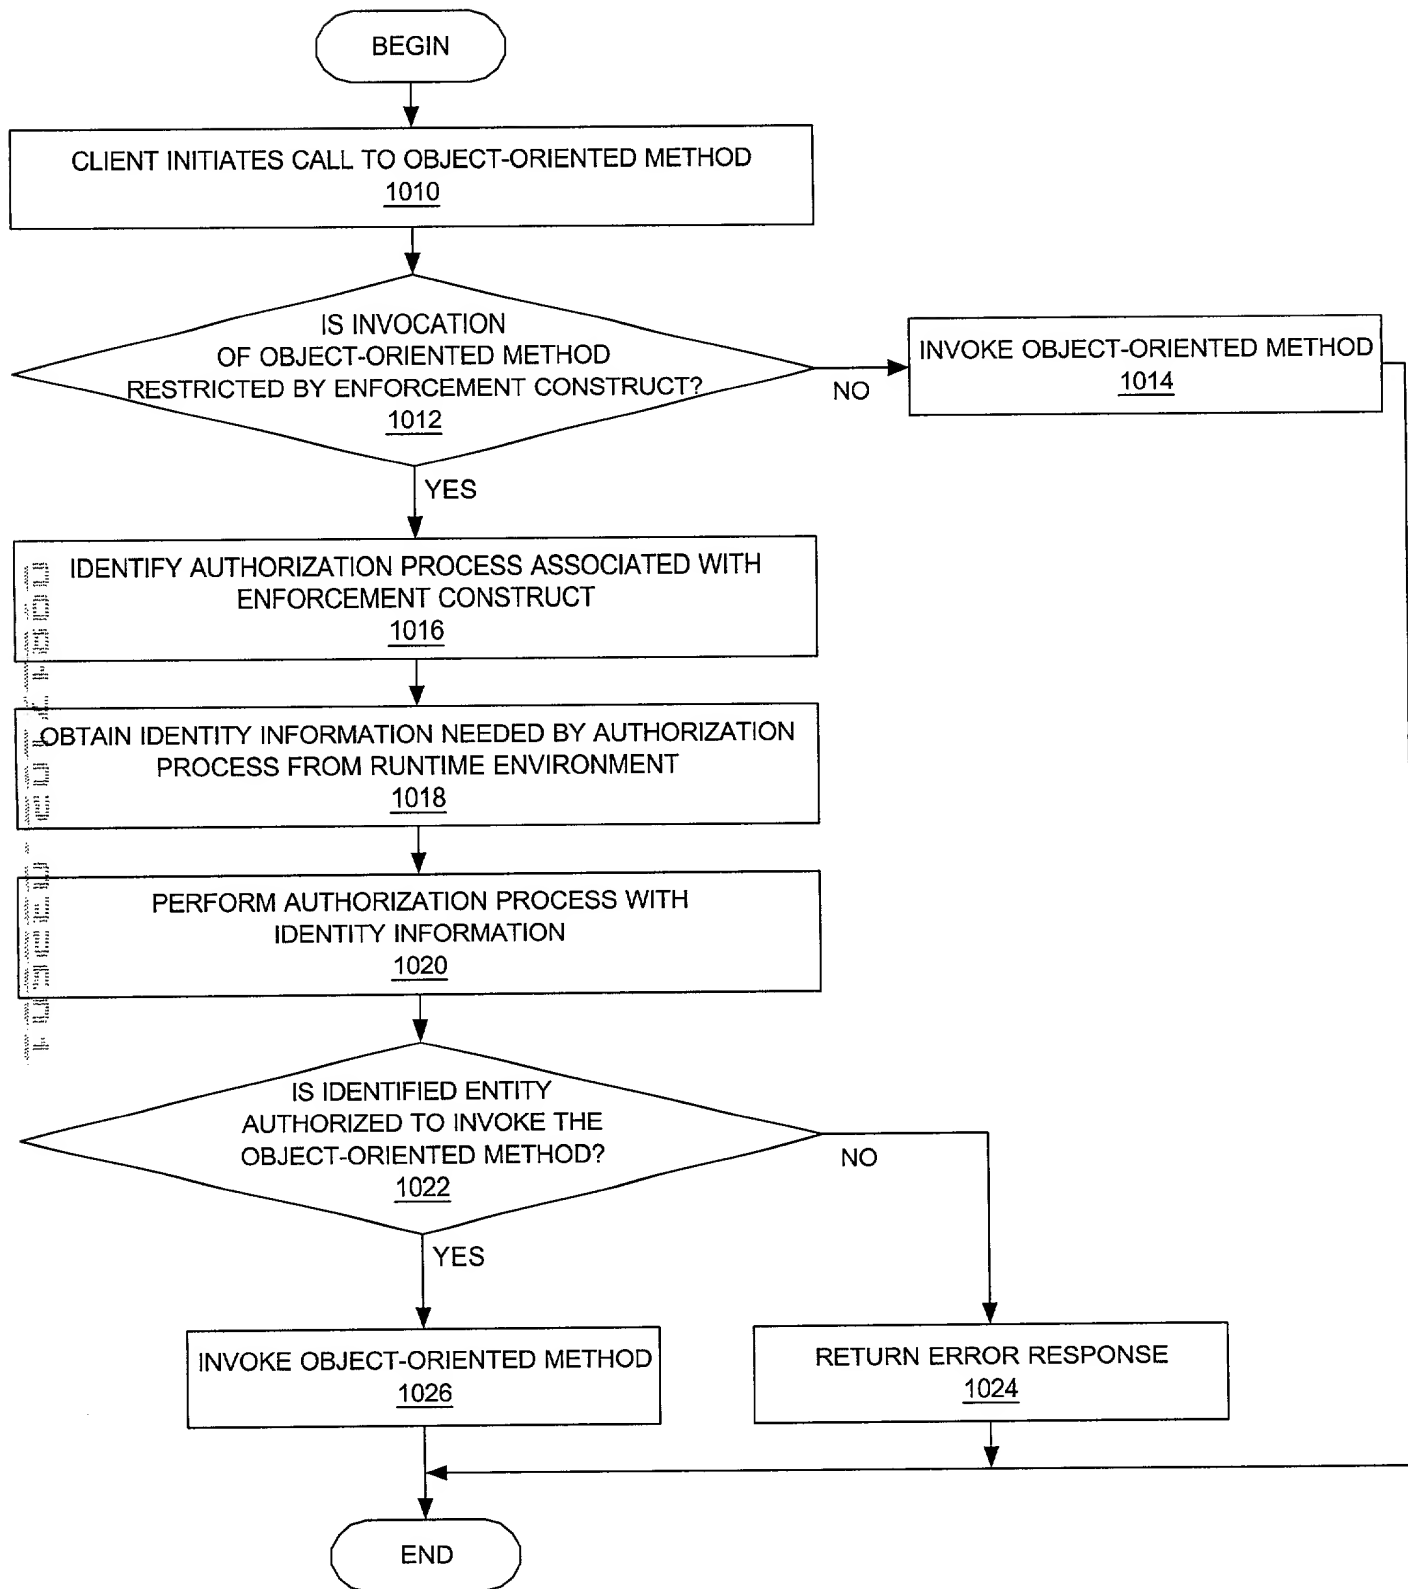 BEGIN
CLIENT INITIATES CALL TO OBJECT-ORIENTED METHOD
1010
IS INVOCATION
OF OBJECT-ORIENTED METHOD
RESTRICTED BY ENFORCEMENT CONSTRUCT?
1012
NO
INVOKE OBJECT-ORIENTED METHOD
1014
YES
IDENTIFY AUTHORIZATION PROCESS ASSOCIATED WITH
ENFORCEMENT CONSTRUCT
1016
OBTAIN IDENTITY INFORMATION NEEDED BY AUTHORIZATION
PROCESS FROM RUNTIME ENVIRONMENT
1018
PERFORM AUTHORIZATION PROCESS WITH
IDENTITY INFORMATION
1020
IS IDENTIFIED ENTITY
AUTHORIZED TO INVOKE THE
OBJECT-ORIENTED METHOD?
1022
NO
YES
INVOKE OBJECT-ORIENTED METHOD
1026
RETURN ERROR RESPONSE
1024
END